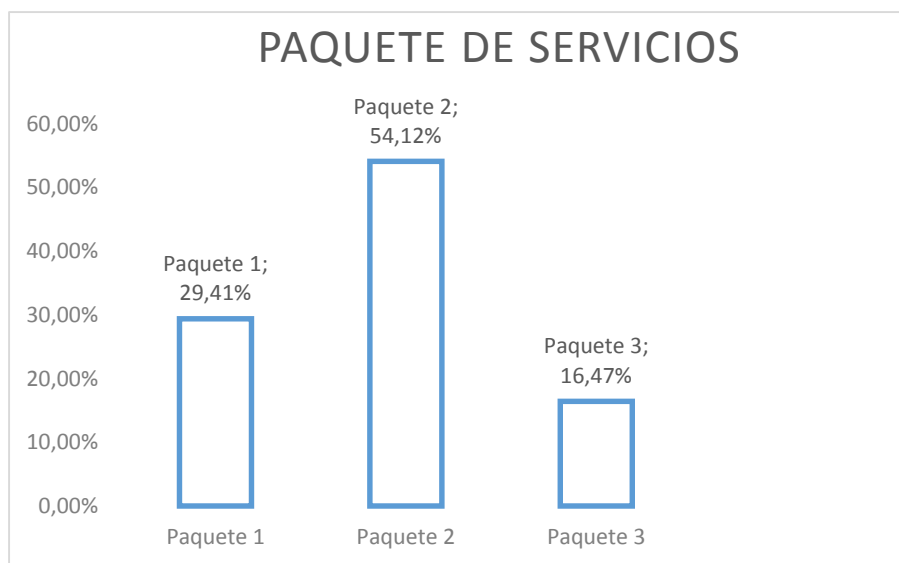 PAQUETE DE SERVICIOS
60,00%
50,00%
40,00%
30,00%
20,00%
10,00%
0,00%
Paquete 1;
29,41%
Paquete 2;
54,12%
Paquete 3;
16,47%
Paquete 1
Paquete 2
Paquete 3